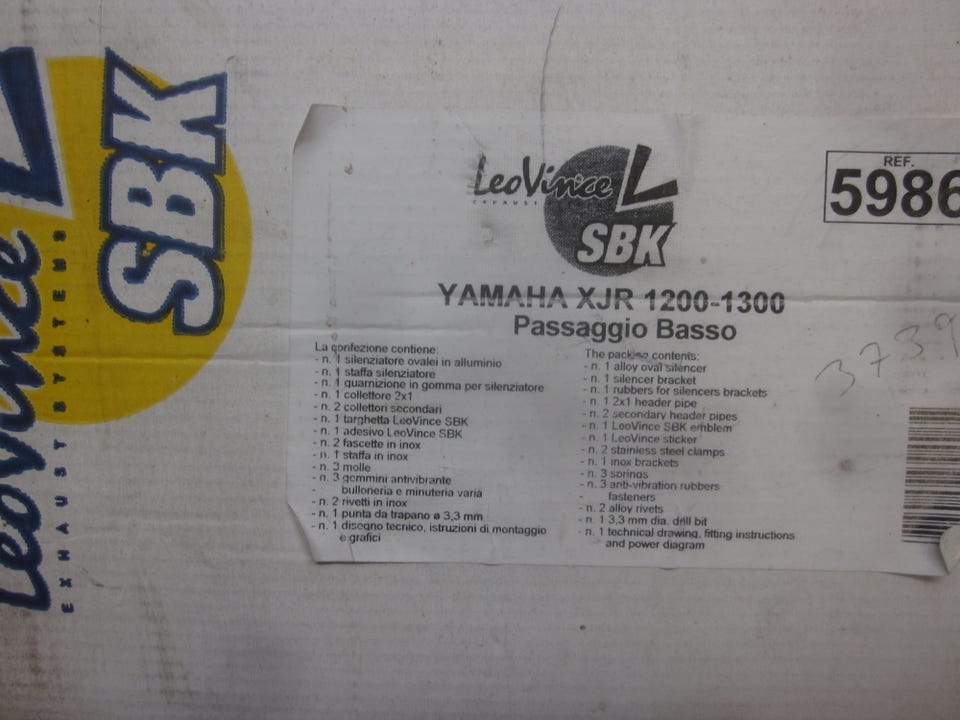 LeoVince
EXHAUST SYSTEMS
SBK
LeoVince
SBK
REF.
5986
YAMAHA XJR 1200-1300
Passaggio Basso
3739
La confezione contiene:
- n. 1 silenziatore ovalei in alluminio
- n. 1 staffa silenziatore
- n. 1 guarnizione in gomma per silenziatore
- n. 1 collettore 2x1
- n. 2 collettori secondari
- n. 1 targhetta LeoVince SBK
- n. 1 adesivo LeoVince SBK
- n. 2 fascette in inox
- n. 1 staffa in inox
- n. 3 molle
- n. 3 gommini antivibrante
- bulloneria e minuteria varia
- n. 2 rivetti in inox
- n. 1 punta da trapano ø 3,3 mm
- n. 1 disegno tecnico, istruzioni di montaggio
e grafici
The packing contents:
- n. 1 alloy oval silencer
- n. 1 silencer bracket
- n. 1 rubbers for silencers brackets
- n. 1 2x1 header pipe
- n. 2 secondary header pipes
- n. 1 LeoVince SBK emblem
- n. 1 LeoVince sticker
- n. 2 stainless steel clamps
- n. 1 inox brackets
- n. 3 springs
- n. 3 anti-vibration rubbers
- fasteners
- n. 2 alloy rivets
- n. 1 3,3 mm dia. drill bit
- n. 1 technical drawing, fitting instructions
and power diagram